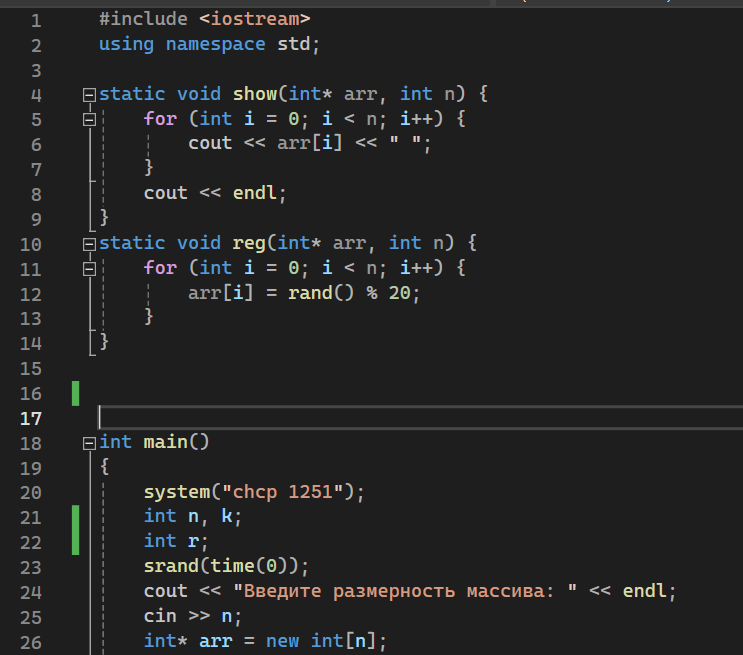 1 #include <iostream>
2 using namespace std;
3
4 static void show(int* arr, int n) {
5 for (int i = 0; i < n; i++) {
6 cout << arr[i] << " ";
7 }
8 cout << endl;
9 }
10 static void reg(int* arr, int n) {
11 for (int i = 0; i < n; i++) {
12 arr[i] = rand() % 20;
13 }
14 }
15
16
17
18 int main()
19 {
20 system("chcp 1251");
21 int n, k;
22 int r;
23 srand(time(0));
24 cout << "Введите размерность массива: " << endl;
25 cin >> n;
26 int* arr = new int[n];